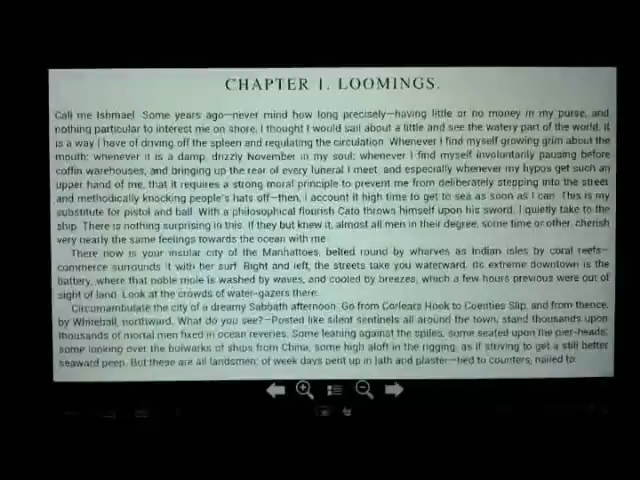 CHAPTER 1. LOOMINGS.
Call me Ishmael. Some years ago—never mind how long precisely—having little or no money in my purse, and
nothing particular to interest me on shore, I thought I would sail about a little and see the watery part of the world. It
is a way I have of driving off the spleen and regulating the circulation. Whenever I find myself growing grim about the
mouth; whenever it is a damp, drizzly November in my soul; whenever I find myself involuntarily pausing before
coffin warehouses, and bringing up the rear of every funeral I meet; and especially whenever my hypos get such an
upper hand of me, that it requires a strong moral principle to prevent me from deliberately stepping into the street,
and methodically knocking people's hats off—then, I account it high time to get to sea as soon as I can. This is my
substitute for pistol and ball. With a philosophical flourish Cato throws himself upon his sword; I quietly take to the
ship. There is nothing surprising in this. If they but knew it, almost all men in their degree, some time or other, cherish
very nearly the same feelings towards the ocean with me.
There now is your insular city of the Manhattoes, belted round by wharves as Indian isles by coral reefs—
commerce surrounds it with her surf. Right and left, the streets take you waterward. Its extreme downtown is the
battery, where that noble mole is washed by waves, and cooled by breezes, which a few hours previous were out of
sight of land. Look at the crowds of water-gazers there.
Circumambulate the city of a dreamy Sabbath afternoon. Go from Corlears Hook to Coenties Slip, and from thence,
by Whitehall, northward. What do you see?—Posted like silent sentinels all around the town, stand thousands upon
thousands of mortal men fixed in ocean reveries. Some leaning against the spiles; some seated upon the pier-heads;
some looking over the bulwarks of ships from China; some high aloft in the rigging, as if striving to get a still better
seaward peep. But these are all landsmen; of week days pent up in lath and plaster—tied to counters, nailed to